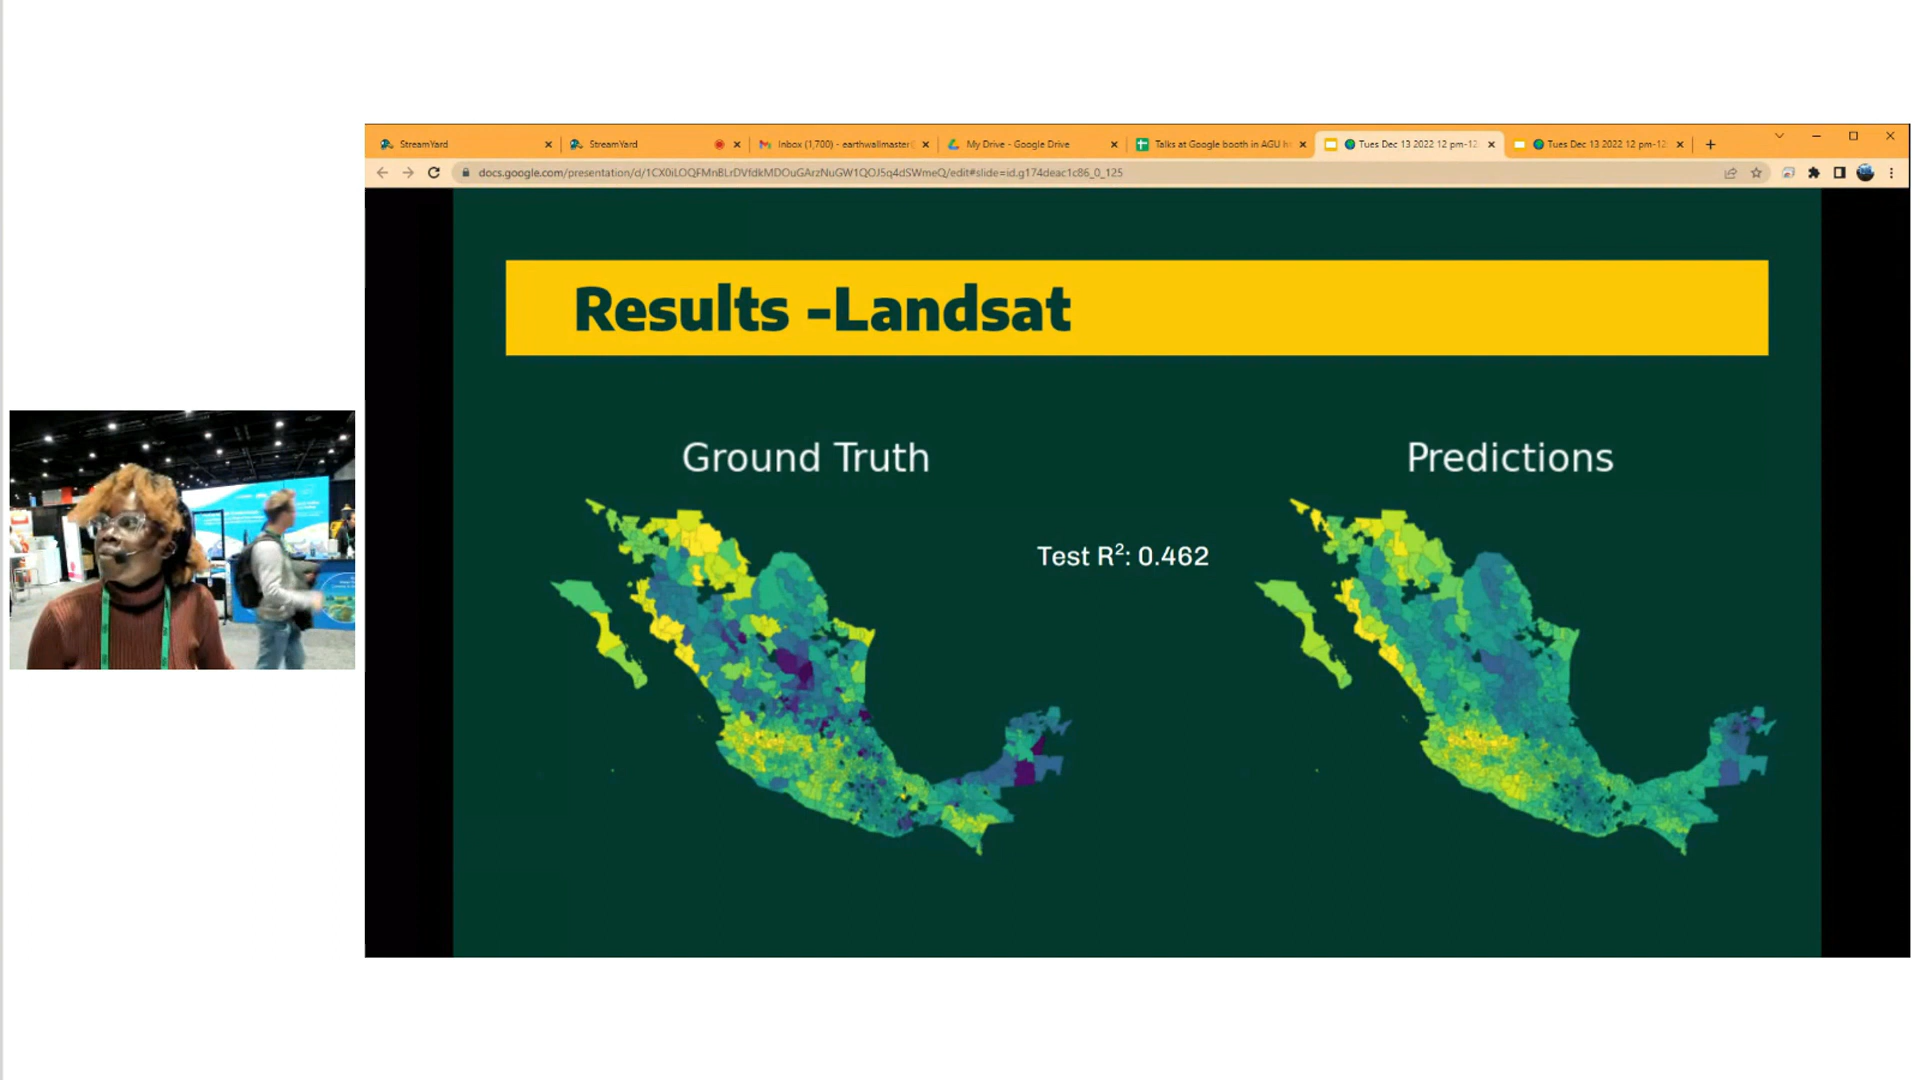 StreamYard
StreamYard
Inbox (1,700) - earthwallmaster
My Drive - Google Drive
Talks at Google booth in AGU h
Tues Dec 13 2022 12 pm-12
Tues Dec 13 2022 12 pm-12
docs.google.com/presentation/d/1CX0iLOQFMnBLrDVfdkMDOuGArzNuGW1QOJ5q4dSWmeQ/edit#slide=id.g174deac1c86_0_125
Results -Landsat
Ground Truth
Predictions
Test R²: 0.462